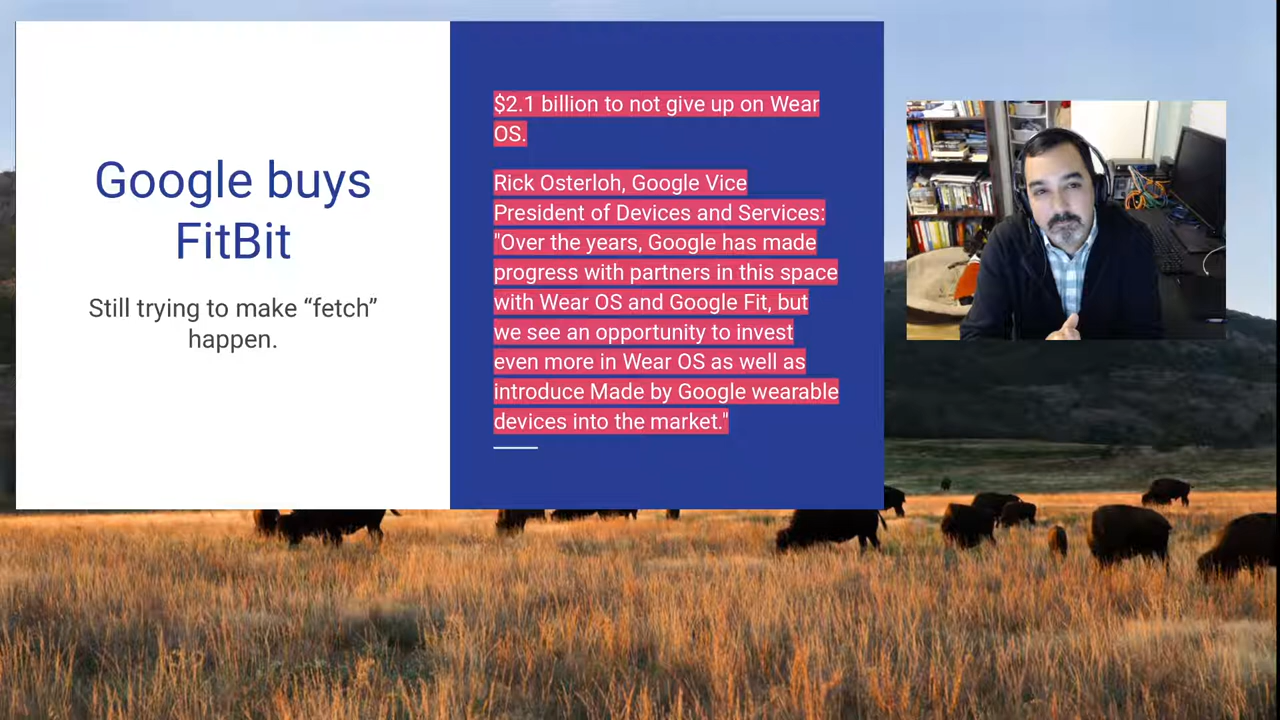 Google buys
FitBit
Still trying to make “fetch”
happen.
$2.1 billion to not give up on Wear
OS.
Rick Osterloh, Google Vice
President of Devices and Services:
"Over the years, Google has made
progress with partners in this space
with Wear OS and Google Fit, but
we see an opportunity to invest
even more in Wear OS as well as
introduce Made by Google wearable
devices into the market."